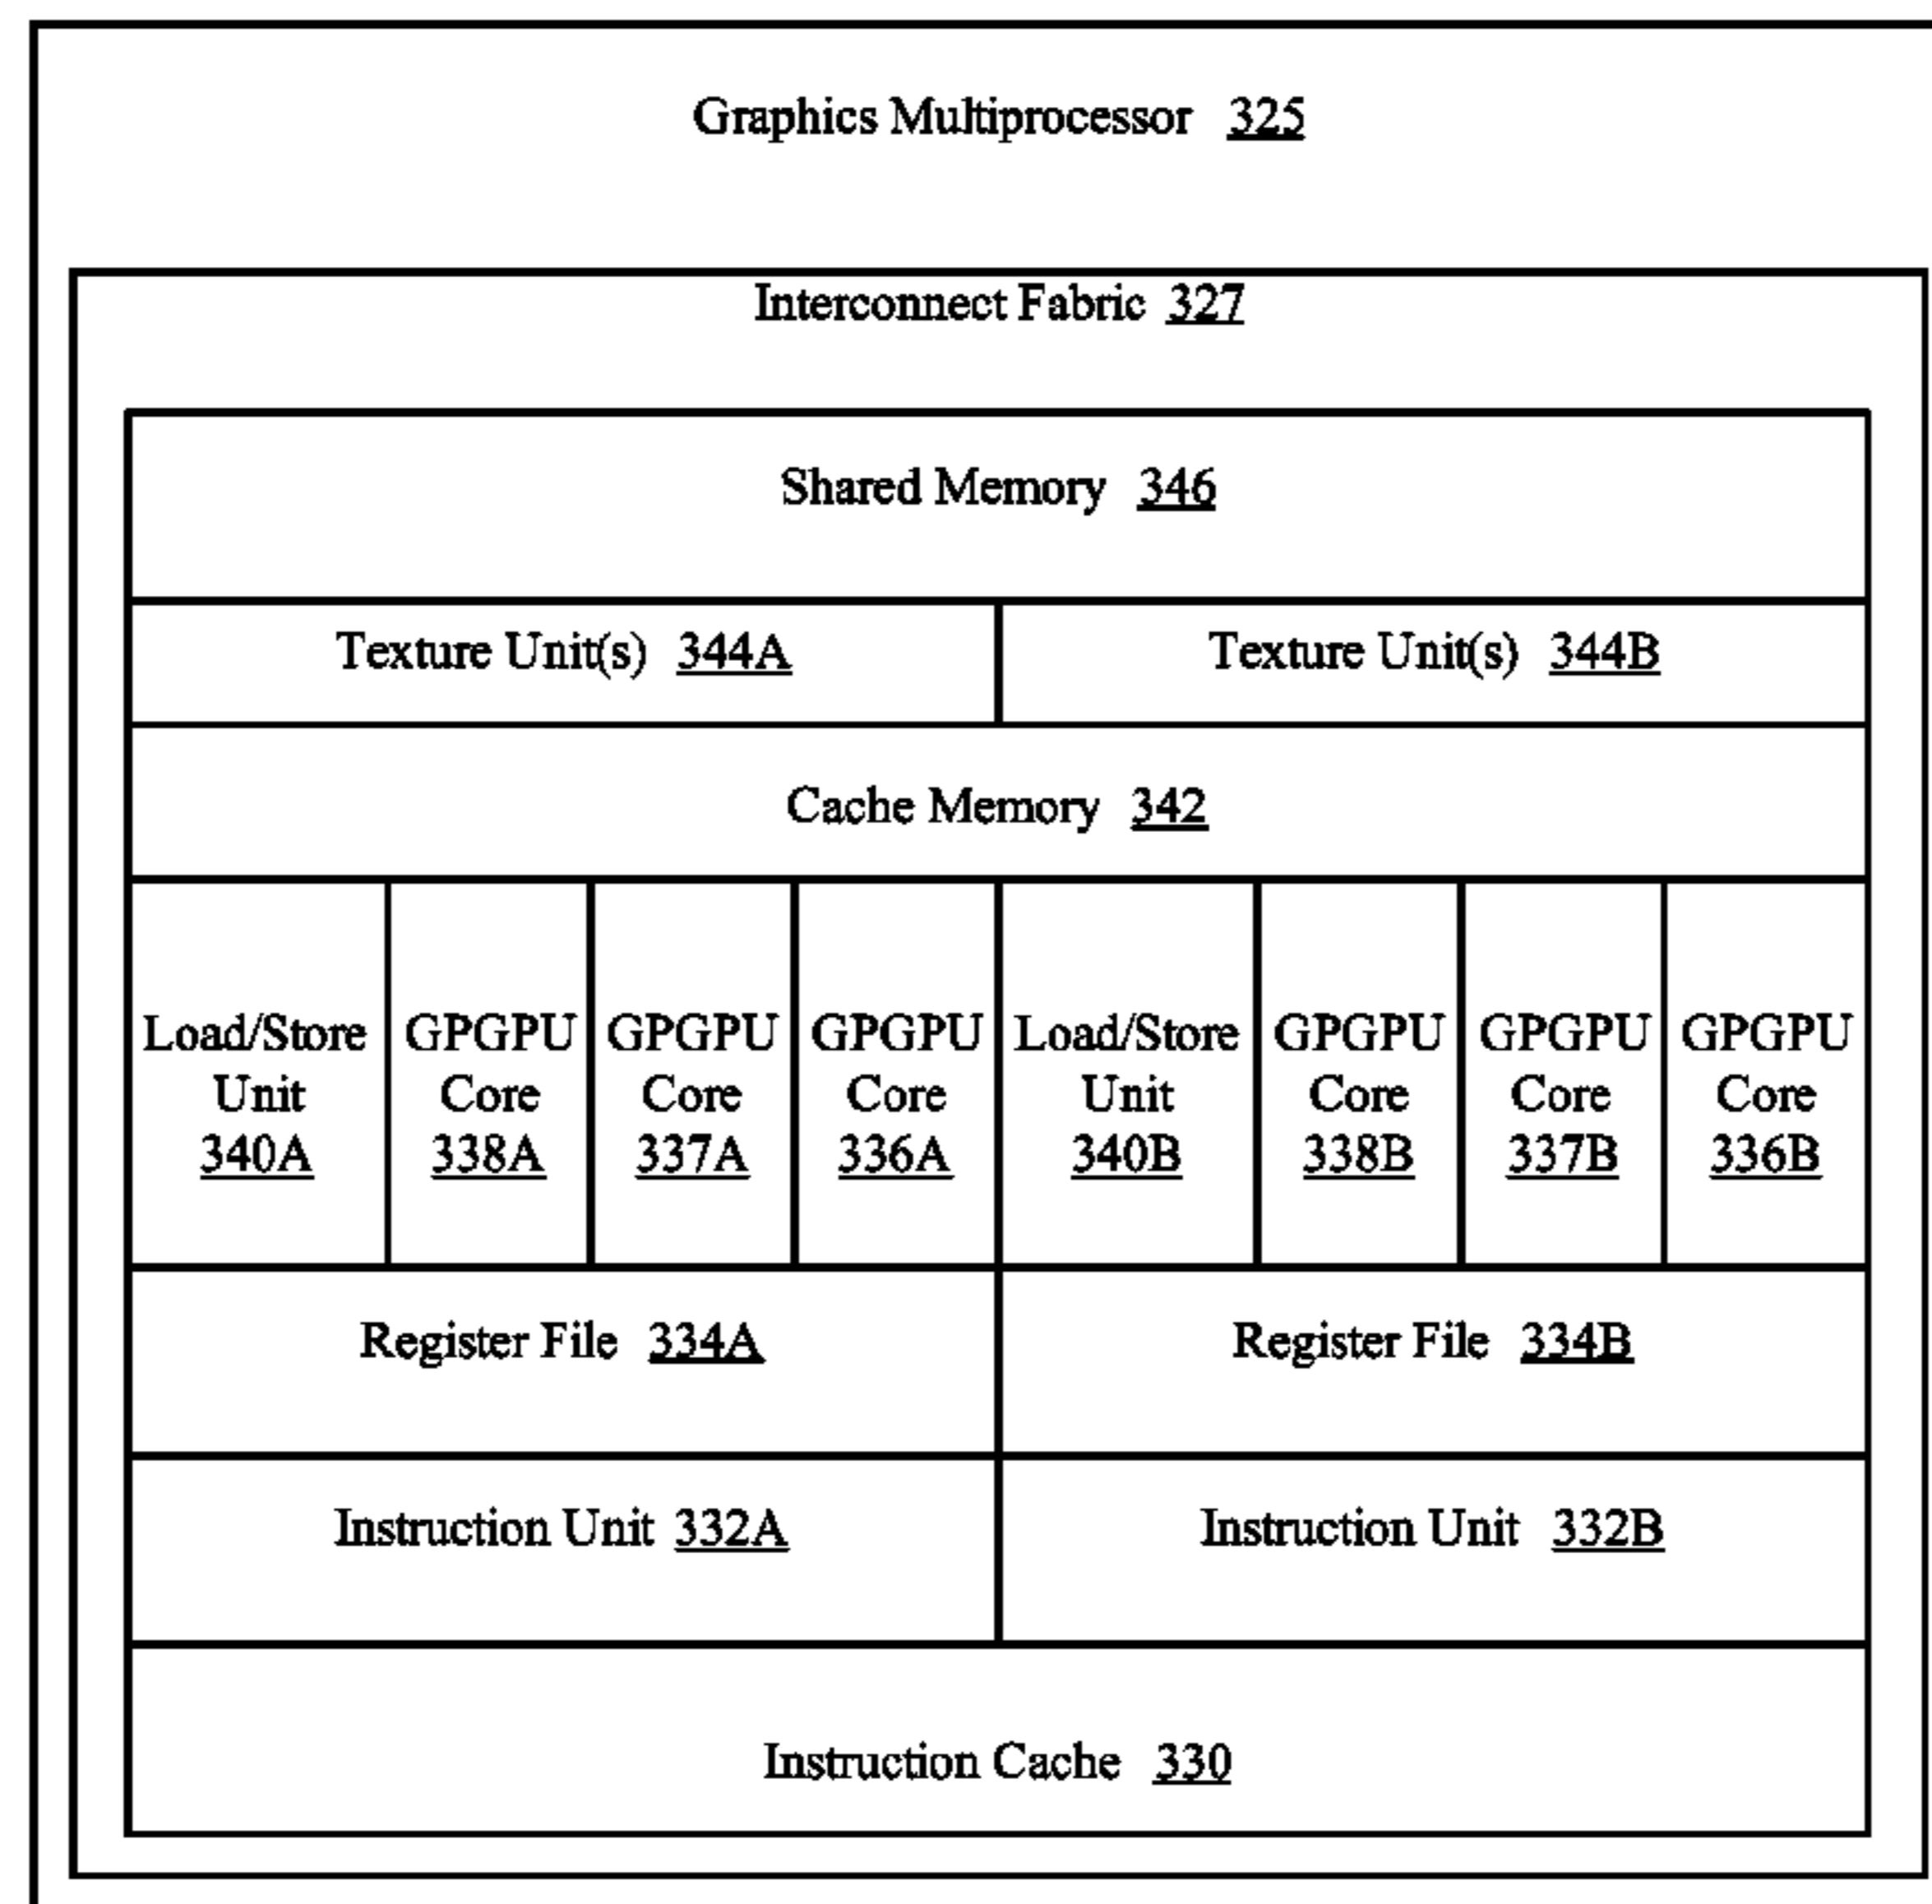 Graphics Multiprocessor 325
Interconnect Fabric 327
Shared Memory 346
Texture Unit(s) 344A
Texture Unit(s) 344B
Cache Memory 342
Load/Store
Unit
340A
GPGPU
Core
338A
GPGPU
Core
337A
GPGPU
Core
336A
Load/Store
Unit
340B
GPGPU
Core
338B
GPGPU
Core
337B
GPGPU
Core
336B
Register File 334A
Register File 334B
Instruction Unit 332A
Instruction Unit 332B
Instruction Cache 330